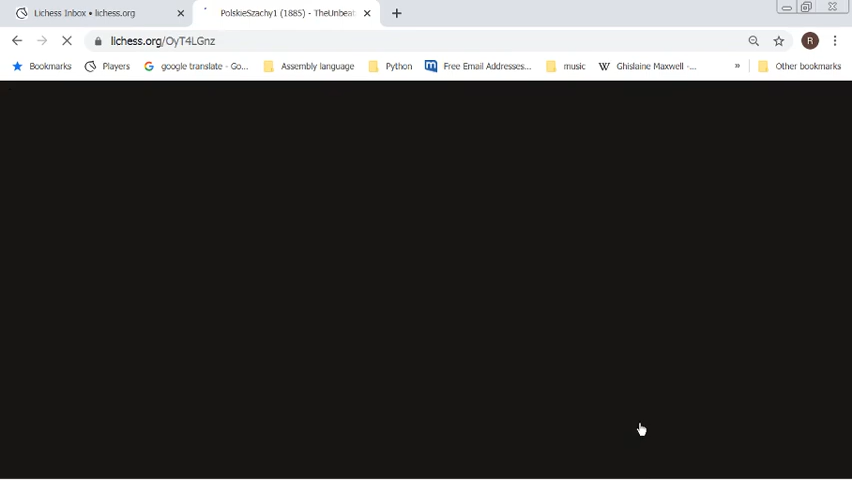 Lichess Inbox • lichess.org
PolskieSzachy1 (1885) - TheUnbeat
lichess.org/OyT4LGnz
R
Bookmarks Players google translate - Go... Assembly language Python Free Email Addresses... music W Ghislaine Maxwell -... » Other bookmarks